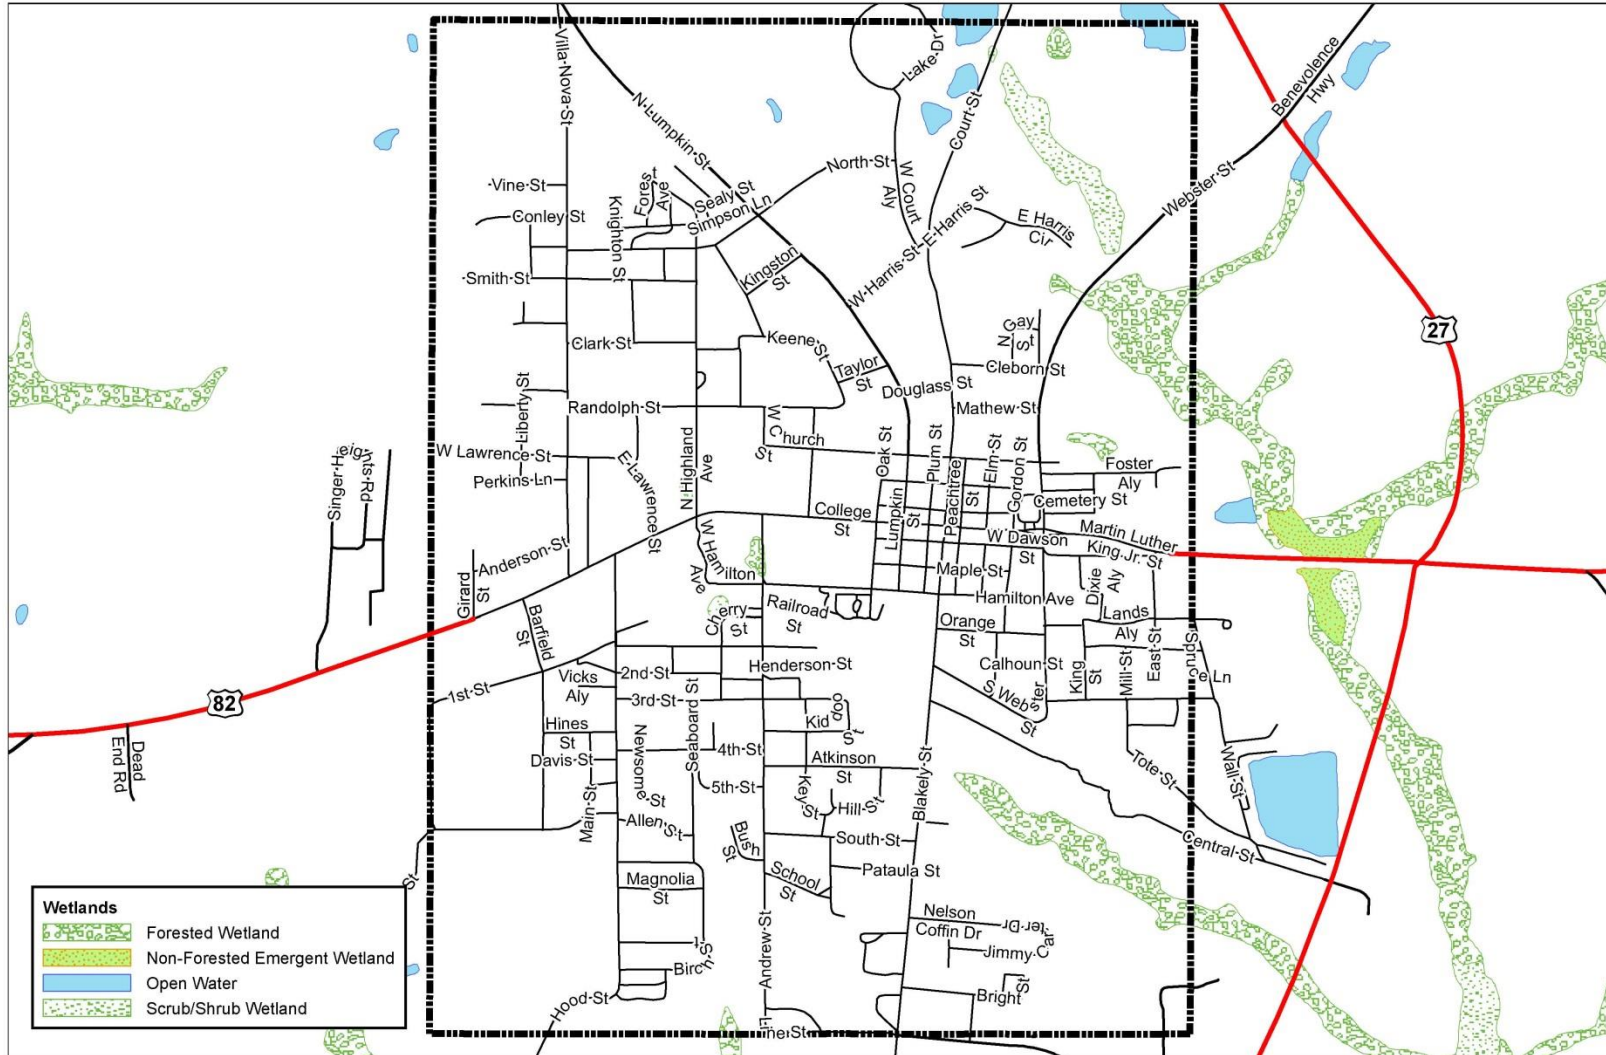 Villa Nova St
N Lumpkin St
Lake Dr
Court St
Benevolence
Hwy
Webster St
North St
W Court
Aly
Vine St
Conley St
Forest
Ave
Sealy St
Simpson Ln
Knighton St
E Harris St
E Harris
Cir
W Harris St
Smith St
Kingston
St
27
N Gay
St
Clark St
Keene St
Taylor
St
Cleborn St
Douglass St
Mathew St
Liberty St
Randolph St
W Church
St
Oak St
Plum St
Elm St
Gordon St
W Lawrence St
E Lawrence St
N Highland
Ave
Perkins Ln
Foster
Aly
Cemetery St
Singer Heights Rd
Lumpkin
St
Peachtree
St
College
St
Martin Luther
King Jr. St
W Dawson
St
Anderson St
W Hamilton
Ave
Maple St
Dixie
Aly
Girard
St
Hamilton Ave
Barfield
St
Cherry
St
Railroad
St
Orange
St
Lands
Aly
East St
Mill St
King
St
Calhoun St
Henderson St
2nd St
Vicks
Aly
1st St
3rd St
Seaboard St
S Webster
St
82
Hines
St
Kid
Newsome St
4th St
Atkinson
St
Blakely St
Davis St
Dead
End Rd
Tote St
Wall St
5th St
Key St
Hill St
Main St
Allen St
Bush
St
South St
Central St
School
St
Pataula St
Magnolia
St
St
Nelson
Coffin Dr
Jimmy Carter Dr
Andrew St
Birch St
Bright
St
Hood St
Wetlands
Forested Wetland
Non-Forested Emergent Wetland
Open Water
Scrub/Shrub Wetland